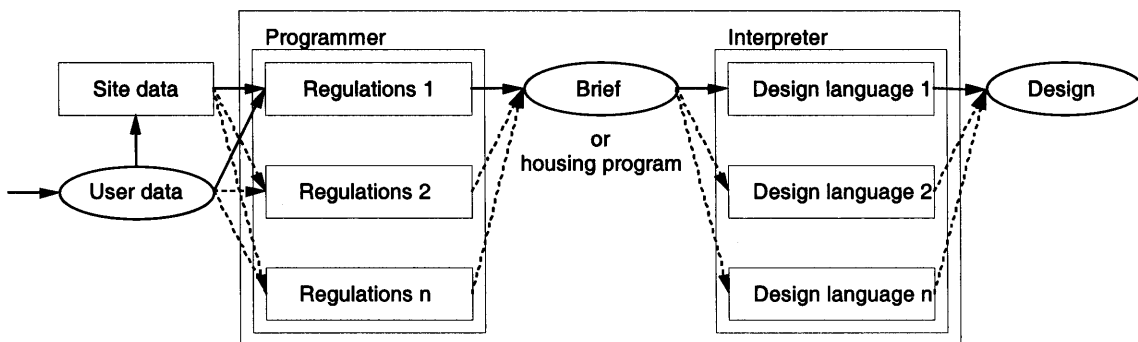 Programmer
Interpreter
Site data
Regulations 1
Brief
Design language 1
Design
or
housing program
User data
Regulations 2
Design language 2
Regulations n
Design language n